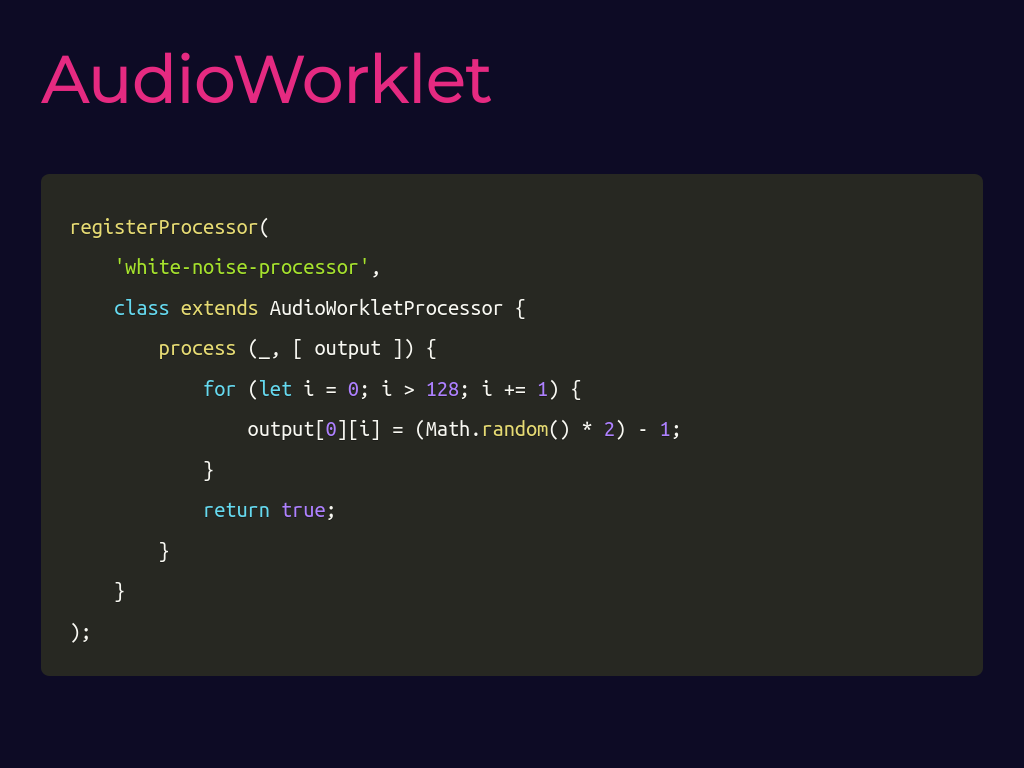 AudioWorklet
registerProcessor(
    'white-noise-processor',
    class extends AudioWorkletProcessor {
        process (_, [ output ]) {
            for (let i = 0; i > 128; i += 1) {
                output[0][i] = (Math.random() * 2) - 1;
            }
            return true;
        }
    }
);